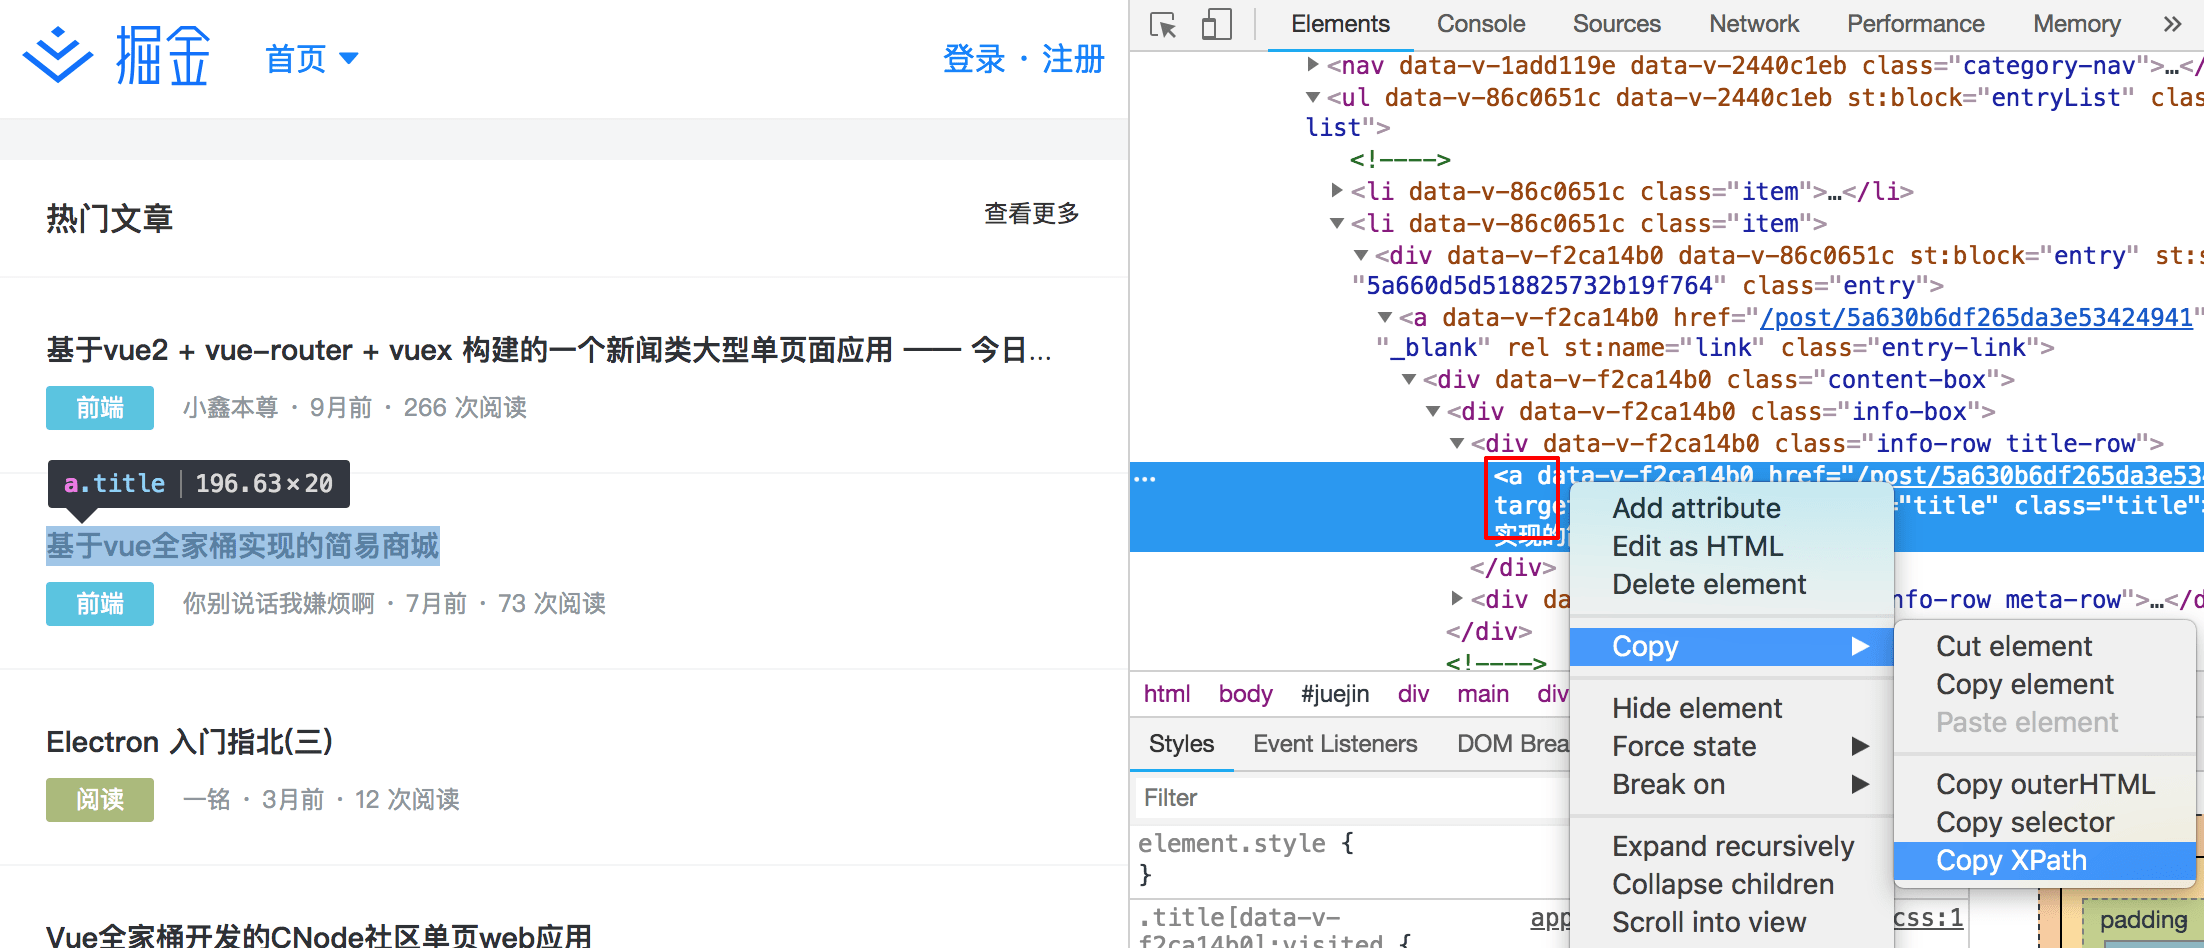 掘金
首页
登录 · 注册
热门文章
查看更多
基于vue2 + vue-router + vuex 构建的一个新闻类大型单页面应用 —— 今日...
前端
小鑫本尊 · 9月前 · 266 次阅读
a.title | 196.63×20
基于vue全家桶实现的简易商城
前端
你别说话我嫌烦啊 · 7月前 · 73 次阅读
Electron 入门指北(三)
阅读
一铭 · 3月前 · 12 次阅读
Vue全家桶开发的CNode社区单页web应用
Elements Console Sources Network Performance Memory »
<nav data-v-1add119e data-v-2440c1eb class="category-nav">…</
<ul data-v-86c0651c data-v-2440c1eb st:block="entryList" clas
list">
<!---->
<li data-v-86c0651c class="item">…</li>
<li data-v-86c0651c class="item">
<div data-v-f2ca14b0 data-v-86c0651c st:block="entry" st:s
"5a660d5d518825732b19f764" class="entry">
<a data-v-f2ca14b0 href="/post/5a630b6df265da3e53424941"
"_blank" rel st:name="link" class="entry-link">
<div data-v-f2ca14b0 class="content-box">
<div data-v-f2ca14b0 class="info-box">
<div data-v-f2ca14b0 class="info-row title-row">
… <a data-v-f2ca14b0 href="/post/5a630b6df265da3e534
targe ="title" class="title"
实现的
</div>
<div da nfo-row meta-row">…</d
</div>
<!---->
html body #juejin div main div
Styles Event Listeners DOM Brea
Filter
element.style {
}
.title[data-v- app css:1
f2ca14b0]:visited {
padding
Add attribute
Edit as HTML
Delete element
Copy
Hide element
Force state
Break on
Expand recursively
Collapse children
Scroll into view
Cut element
Copy element
Paste element
Copy outerHTML
Copy selector
Copy XPath